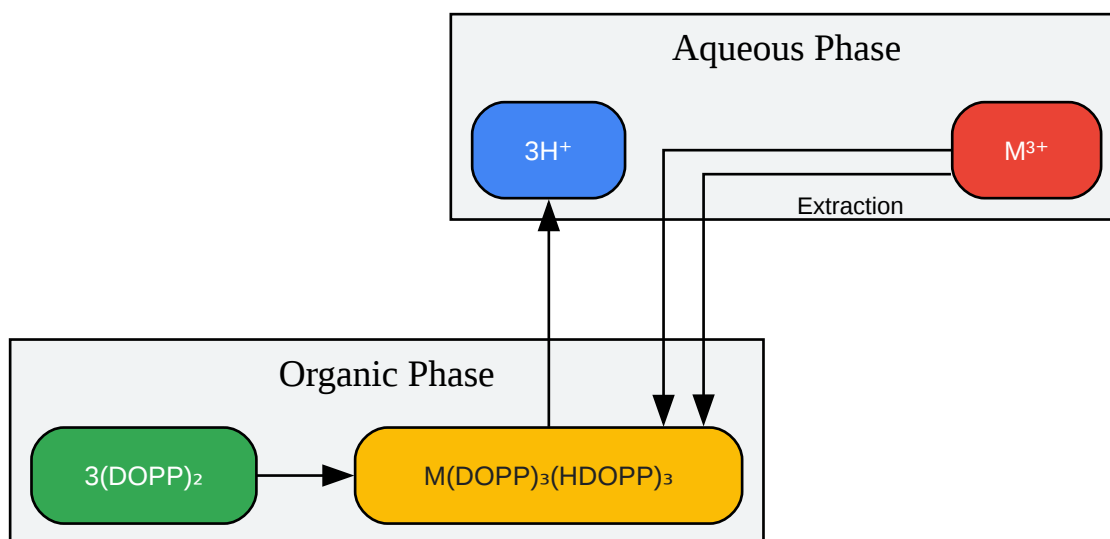 Aqueous Phase
3H⁺
M³⁺
Extraction
Organic Phase
3(DOPP)₂
M(DOPP)₃(HDOPP)₃